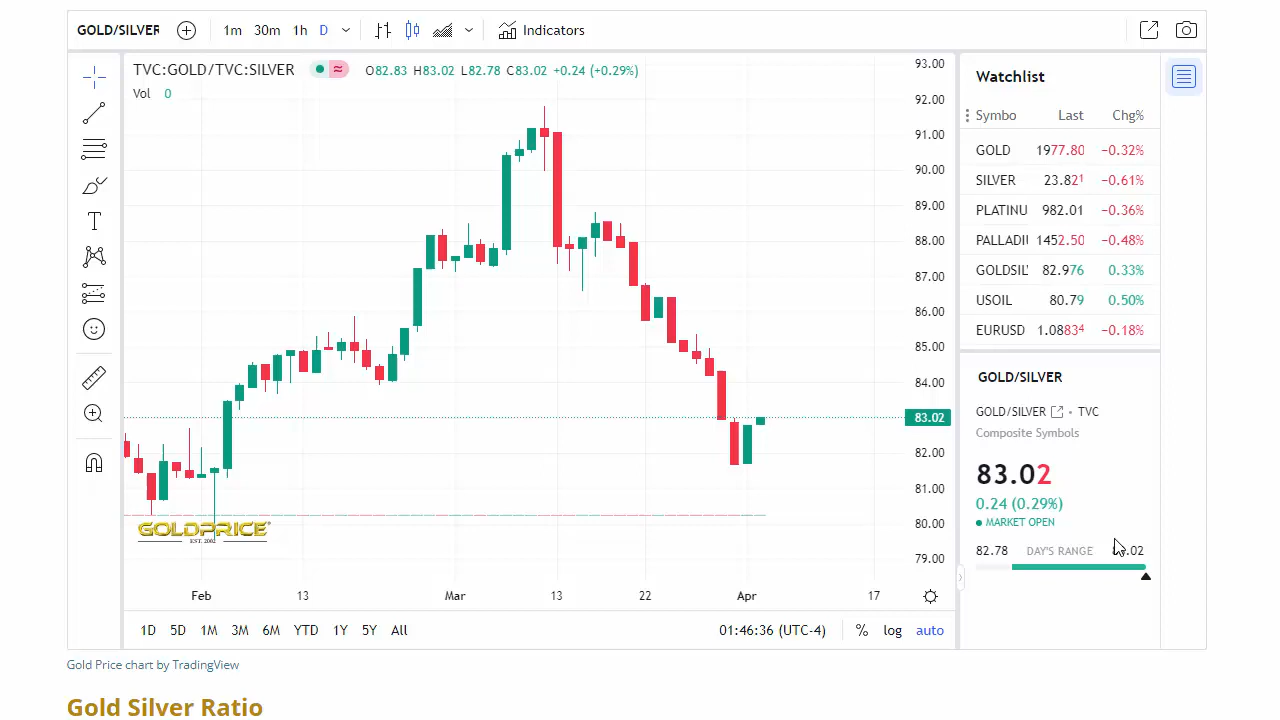 GOLD/SILVER 1m 30m 1h D Indicators
TVC:GOLD/TVC:SILVER O82.83 H83.02 L82.78 C83.02 +0.24 (+0.29%)
Vol 0
93.00
92.00
91.00
90.00
89.00
88.00
87.00
86.00
85.00
84.00
83.02
82.00
81.00
80.00
79.00
GOLDPRICE
EST. 2002
Feb 13 Mar 13 22 Apr 17
1D 5D 1M 3M 6M YTD 1Y 5Y All 01:46:36 (UTC-4) % log auto
Watchlist
Symbo Last Chg%
GOLD 1977.80 −0.32%
SILVER 23.821 −0.61%
PLATINU 982.01 −0.36%
PALLADI 1452.50 −0.48%
GOLDSIL 82.976 0.33%
USOIL 80.79 0.50%
EURUSD 1.08834 −0.18%
GOLD/SILVER
GOLD/SILVER • TVC
Composite Symbols
83.02
0.24 (0.29%)
MARKET OPEN
82.78 DAY'S RANGE .02
Gold Price chart by TradingView
Gold Silver Ratio